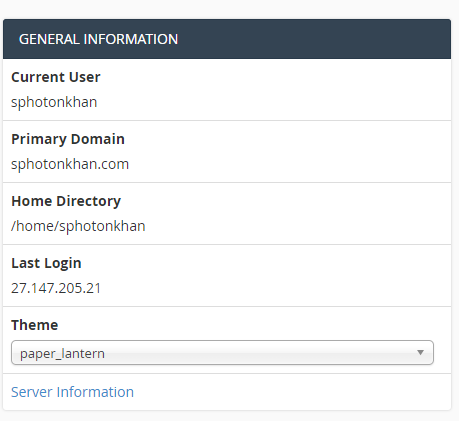 GENERAL INFORMATION
Current User
sphotonkhan
Primary Domain
sphotonkhan.com
Home Directory
/home/sphotonkhan
Last Login
27.147.205.21
Theme
paper_lantern
Server Information